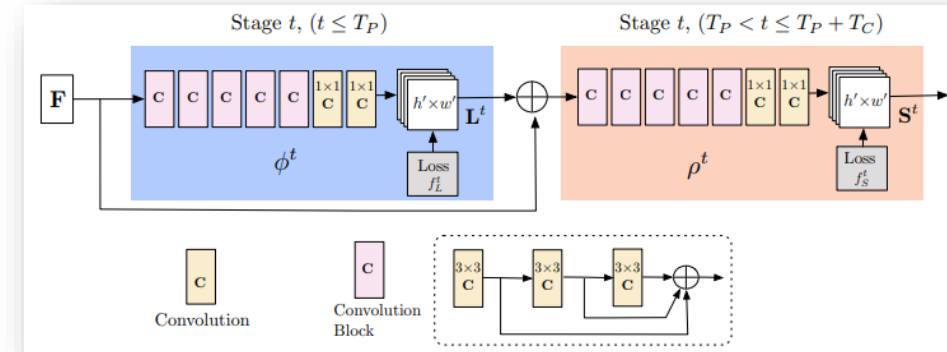 Stage t, (t ≤ T_P)
Stage t, (T_P < t ≤ T_P + T_C)
F
C C C C C 1×1 C 1×1 C
h′×w′
L^t
Loss
f_L^t
ϕ^t
C C C C C 1×1 C 1×1 C
h′×w′
S^t
Loss
f_S^t
ρ^t
C
Convolution
C
Convolution
Block
3×3 C 3×3 C 3×3 C